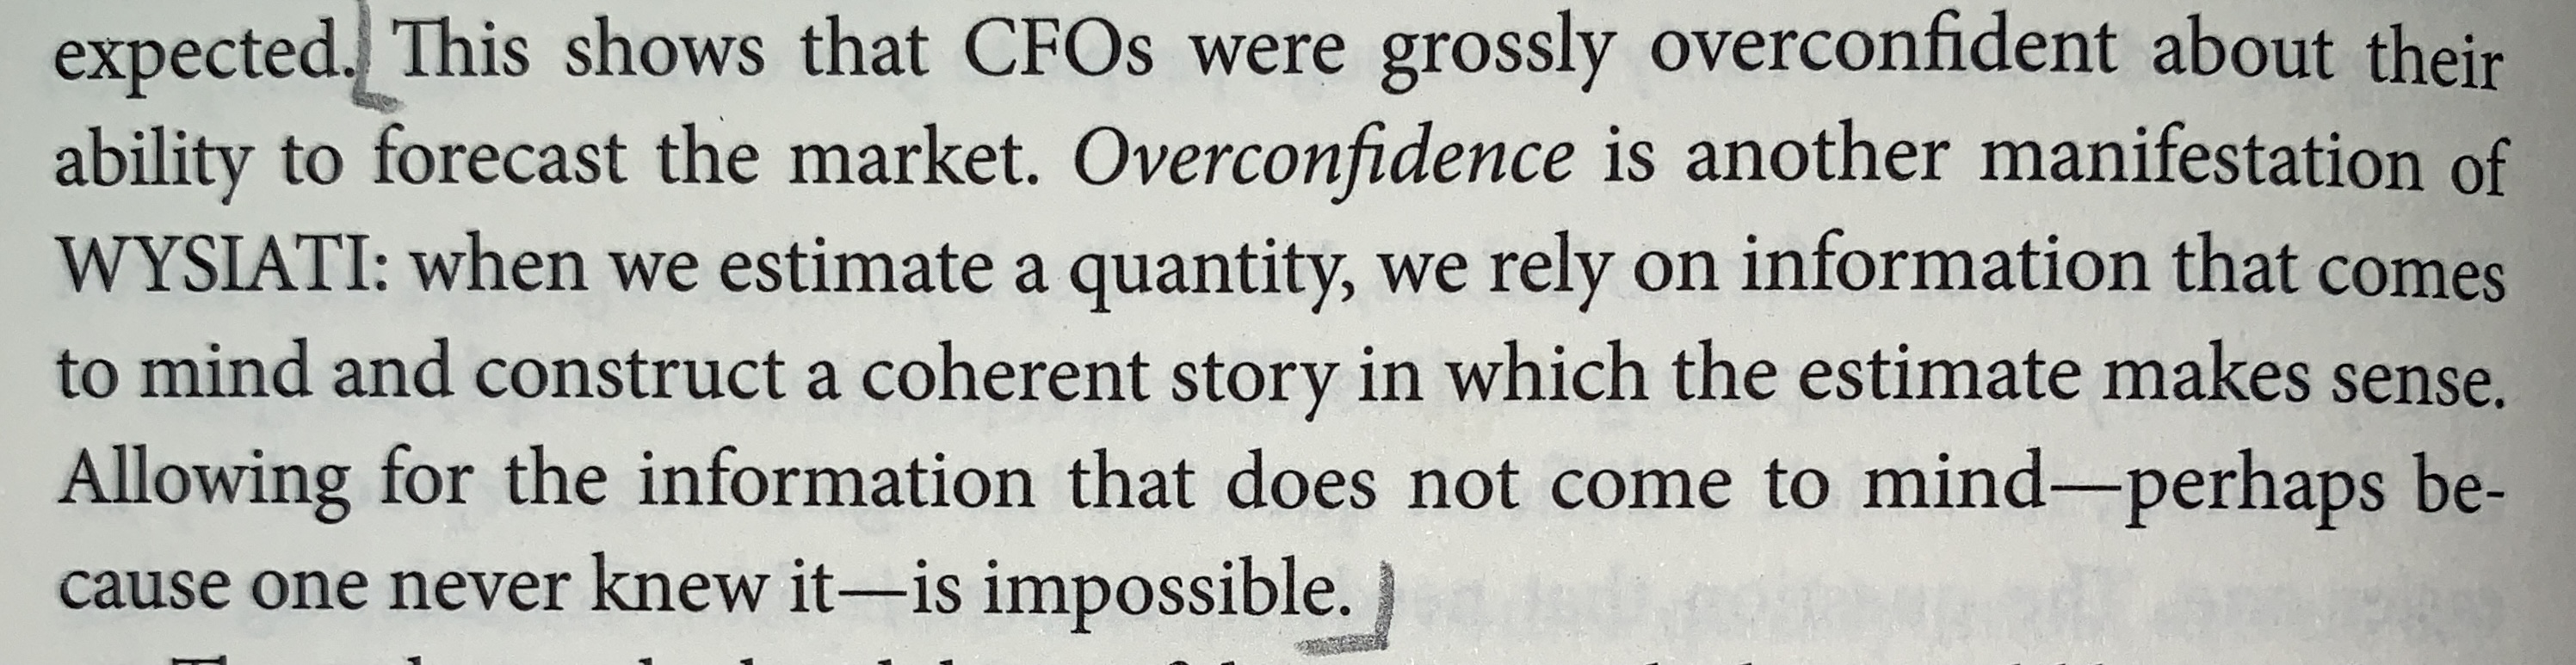 expected. This shows that CFOs were grossly overconfident about their
ability to forecast the market. Overconfidence is another manifestation of
WYSIATI: when we estimate a quantity, we rely on information that comes
to mind and construct a coherent story in which the estimate makes sense.
Allowing for the information that does not come to mind—perhaps be-
cause one never knew it—is impossible.